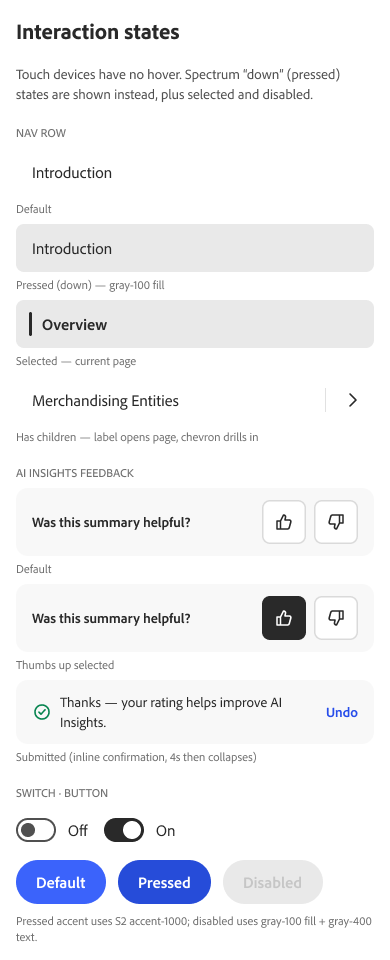 Interaction states
Touch devices have no hover. Spectrum “down” (pressed)
states are shown instead, plus selected and disabled.
NAV ROW
Introduction
Default
Introduction
Pressed (down) — gray-100 fill
Overview
Selected — current page
Merchandising Entities
Has children — label opens page, chevron drills in
AI INSIGHTS FEEDBACK
Was this summary helpful?
Default
Was this summary helpful?
Thumbs up selected
Thanks — your rating helps improve AI
Insights.
Undo
Submitted (inline confirmation, 4s then collapses)
SWITCH · BUTTON
Off
On
Default
Pressed
Disabled
Pressed accent uses S2 accent-1000; disabled uses gray-100 fill + gray-400
text.